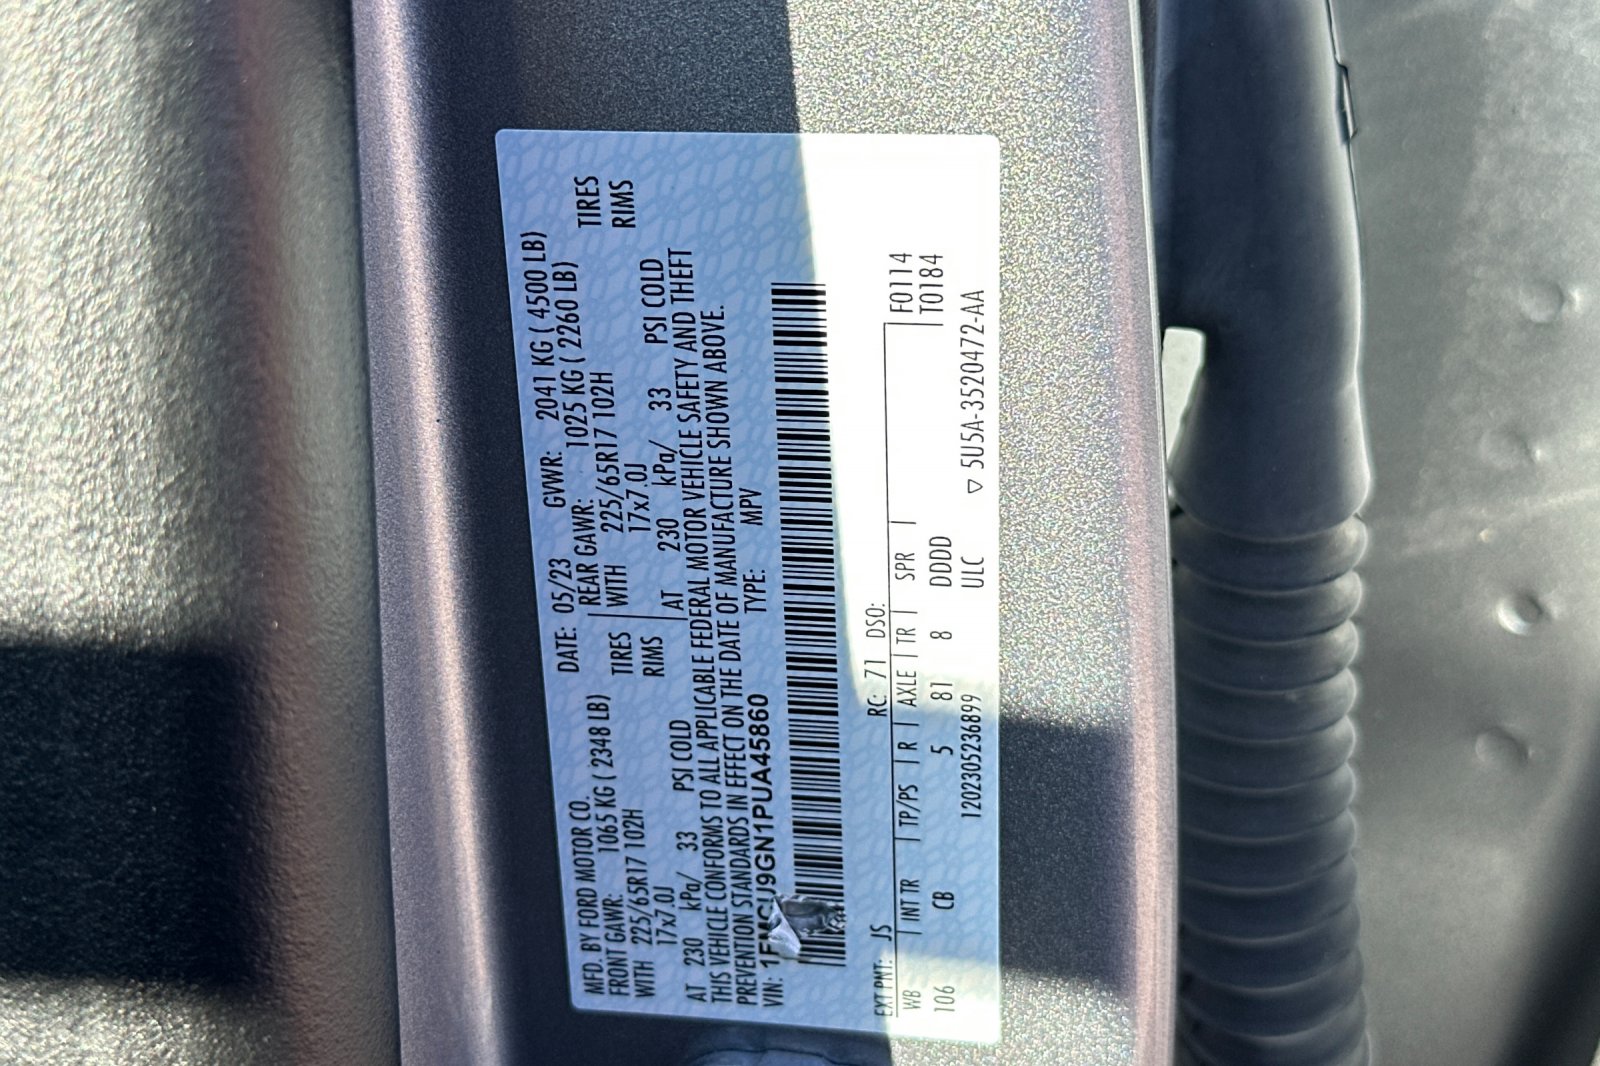 MFD. BY FORD MOTOR CO.
DATE: 05/23 GVWR: 2041 KG ( 4500 LB)
FRONT GAWR: 1065 KG ( 2348 LB) REAR GAWR: 1025 KG ( 2260 LB)
WITH 225/65R17 102H TIRES WITH 225/65R17 102H TIRES
17x7.0J RIMS 17x7.0J RIMS
AT 230 kPa/ 33 PSI COLD AT 230 kPa/ 33 PSI COLD
THIS VEHICLE CONFORMS TO ALL APPLICABLE FEDERAL MOTOR VEHICLE SAFETY AND THEFT
PREVENTION STANDARDS IN EFFECT ON THE DATE OF MANUFACTURE SHOWN ABOVE.
VIN: 1FMCU9GN1PUA45860 TYPE: MPV
EXT PNT: JS RC: 71 DSO: F0114
WB INT TR TP/PS R AXLE TR SPR T0184
106 CB 5 81 8 DDDD
1202305236899 ULC ▽ 5U5A-3520472-AA